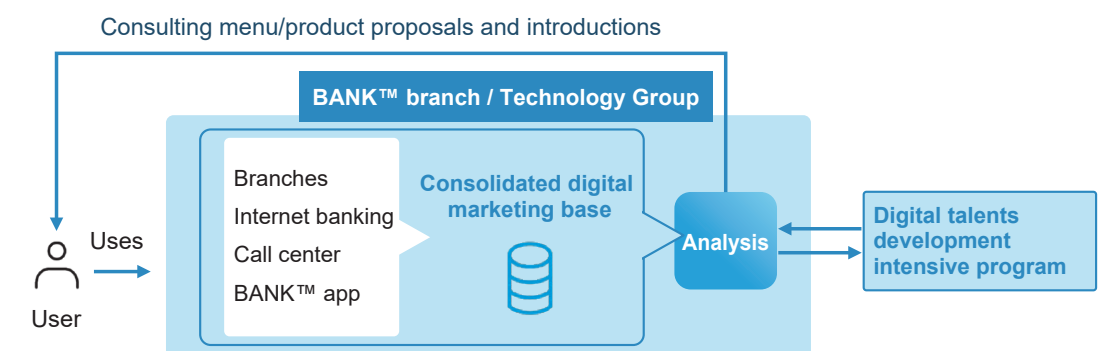 Consulting menu/product proposals and introductions
BANK™ branch / Technology Group
Branches
Internet banking
Call center
BANK™ app
Consolidated digital
marketing base
Analysis
Digital talents
development
intensive program
Uses
User